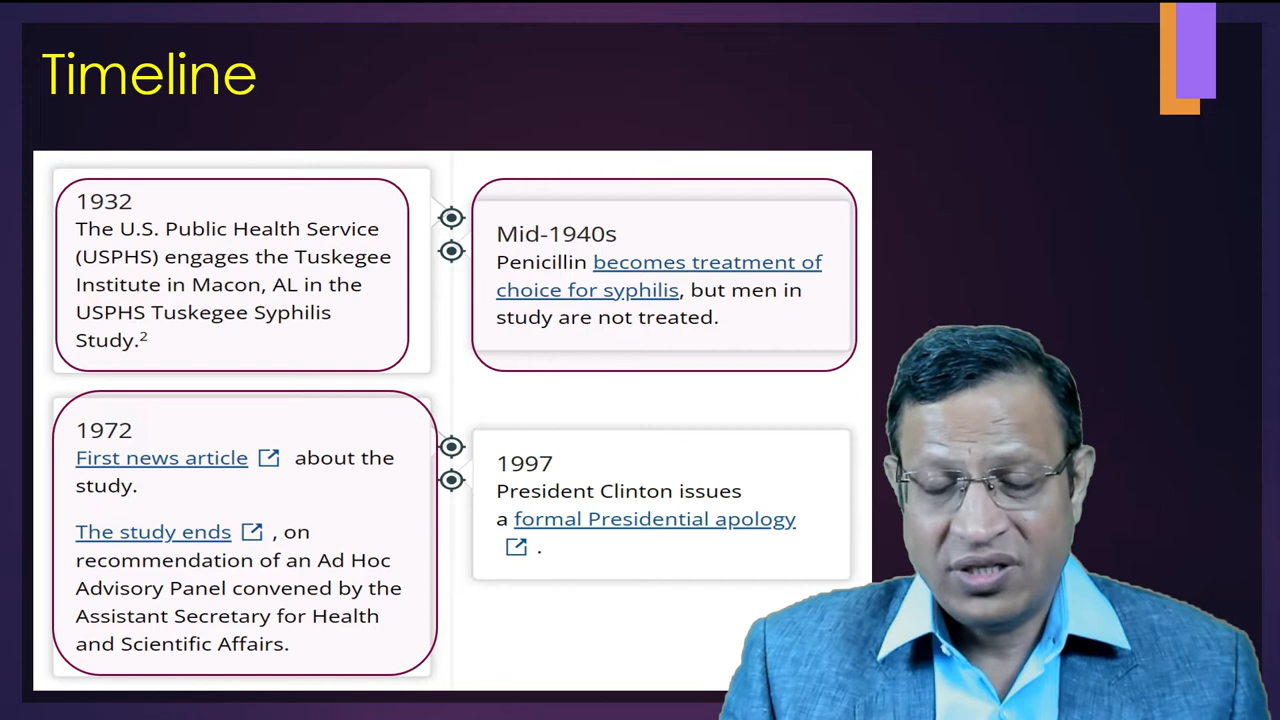 Timeline
1932
The U.S. Public Health Service
(USPHS) engages the Tuskegee
Institute in Macon, AL in the
USPHS Tuskegee Syphilis
Study.2
Mid-1940s
Penicillin becomes treatment of
choice for syphilis, but men in
study are not treated.
1972
First news article about the
study.
The study ends , on
recommendation of an Ad Hoc
Advisory Panel convened by the
Assistant Secretary for Health
and Scientific Affairs.
1997
President Clinton issues
a formal Presidential apology
.